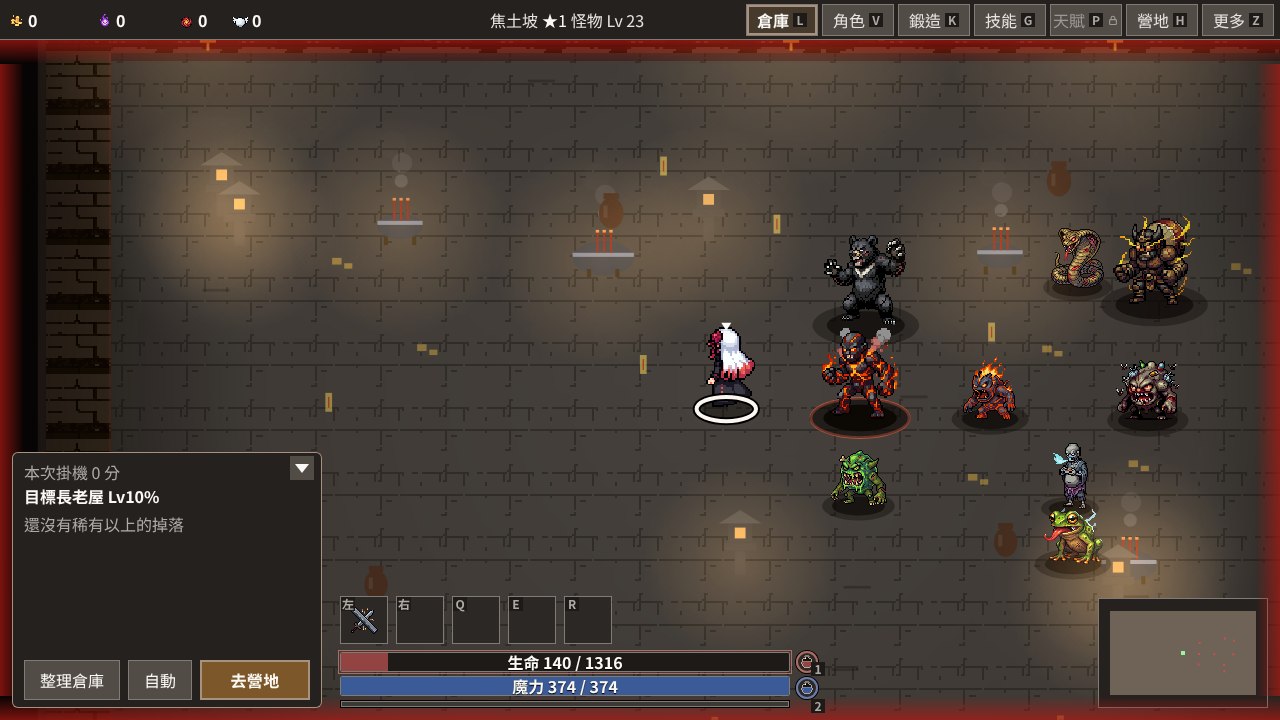 0 0 0 0
焦土坡 ★1 怪物 Lv 23
倉庫 L 角色 V 鍛造 K 技能 G 天賦 P 營地 H 更多 Z
本次掛機 0 分
目標長老屋 Lv10%
還沒有稀有以上的掉落
整理倉庫 自動 去營地
左 右 Q E R
生命 140 / 1316 1
魔力 374 / 374 2